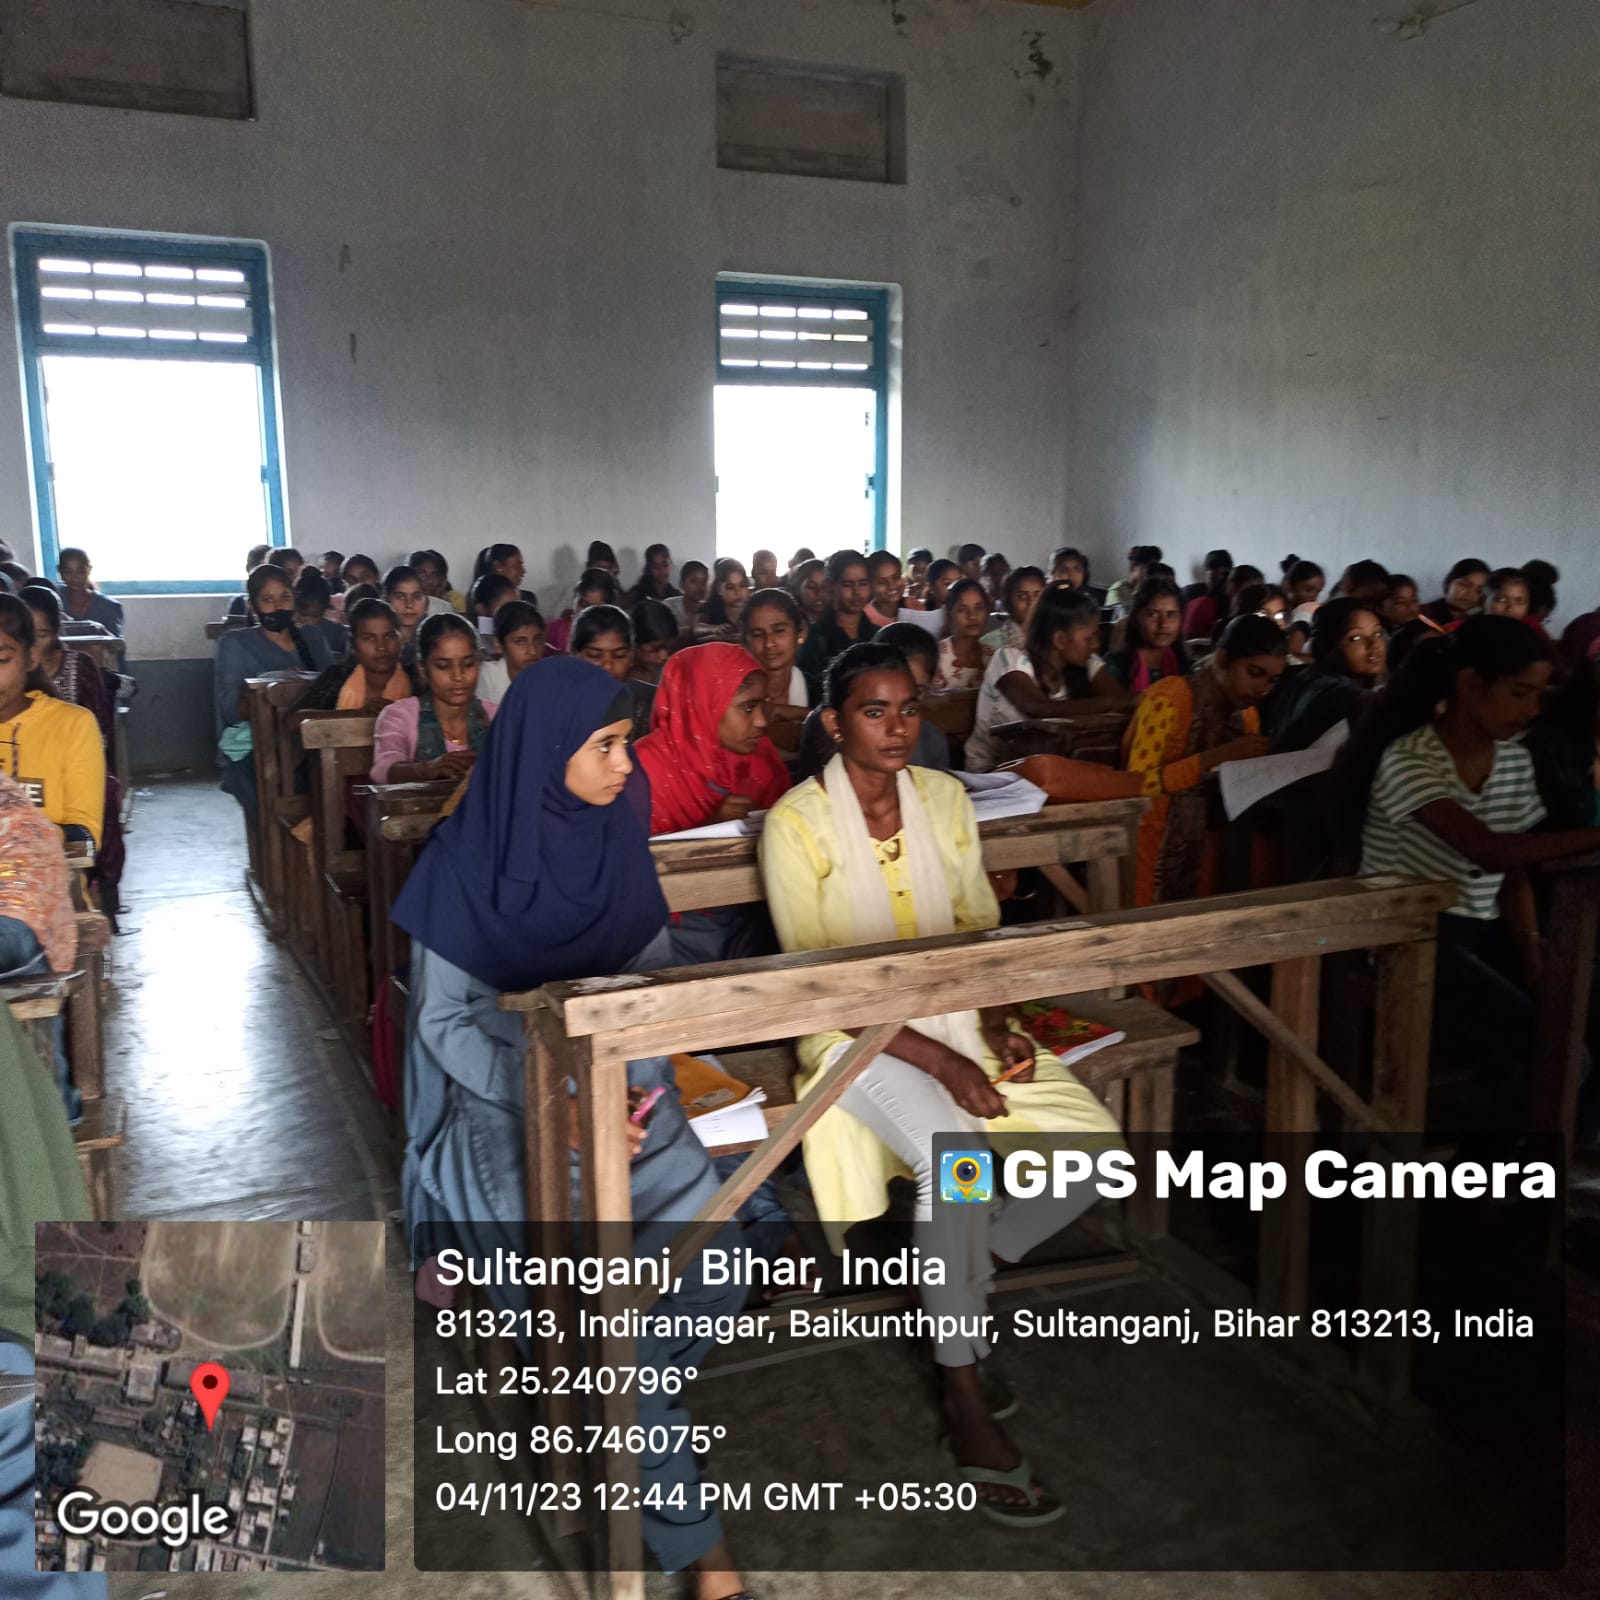 GPS Map Camera
Sultanganj, Bihar, India
813213, Indiranagar, Baikunthpur, Sultanganj, Bihar 813213, India
Lat 25.240796°
Long 86.746075°
04/11/23 12:44 PM GMT +05:30
Google